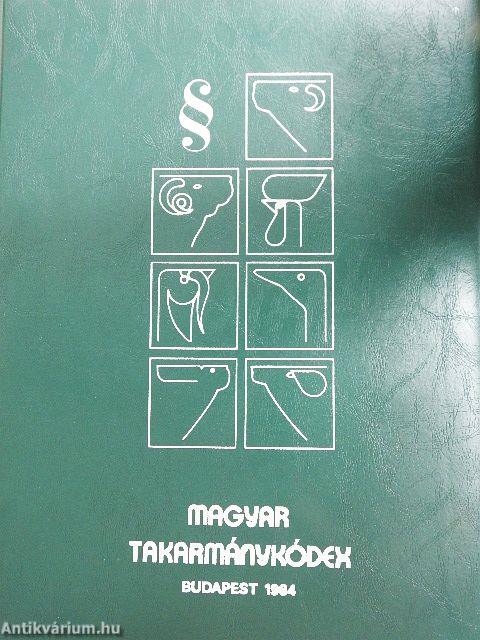 §
MAGYAR
TAKARMÁNYKÓDEX
BUDAPEST 1984
Antikvárium.hu